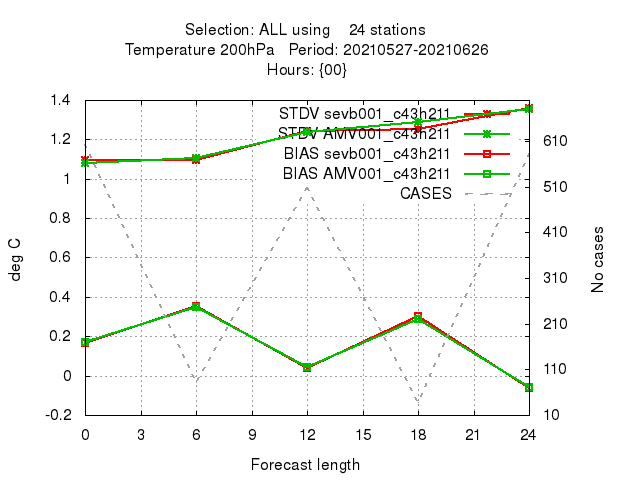 Selection: ALL using 24 stations
Temperature 200hPa Period: 20210527-20210626
Hours: {00}
STDV sevb001_c43h211
STDV AMV001_c43h211
BIAS sevb001_c43h211
BIAS AMV001_c43h211
CASES
deg C
1.4
1.2
1
0.8
0.6
0.4
0.2
0
-0.2
No cases
610
510
410
310
210
110
10
0 3 6 9 12 15 18 21 24
Forecast length